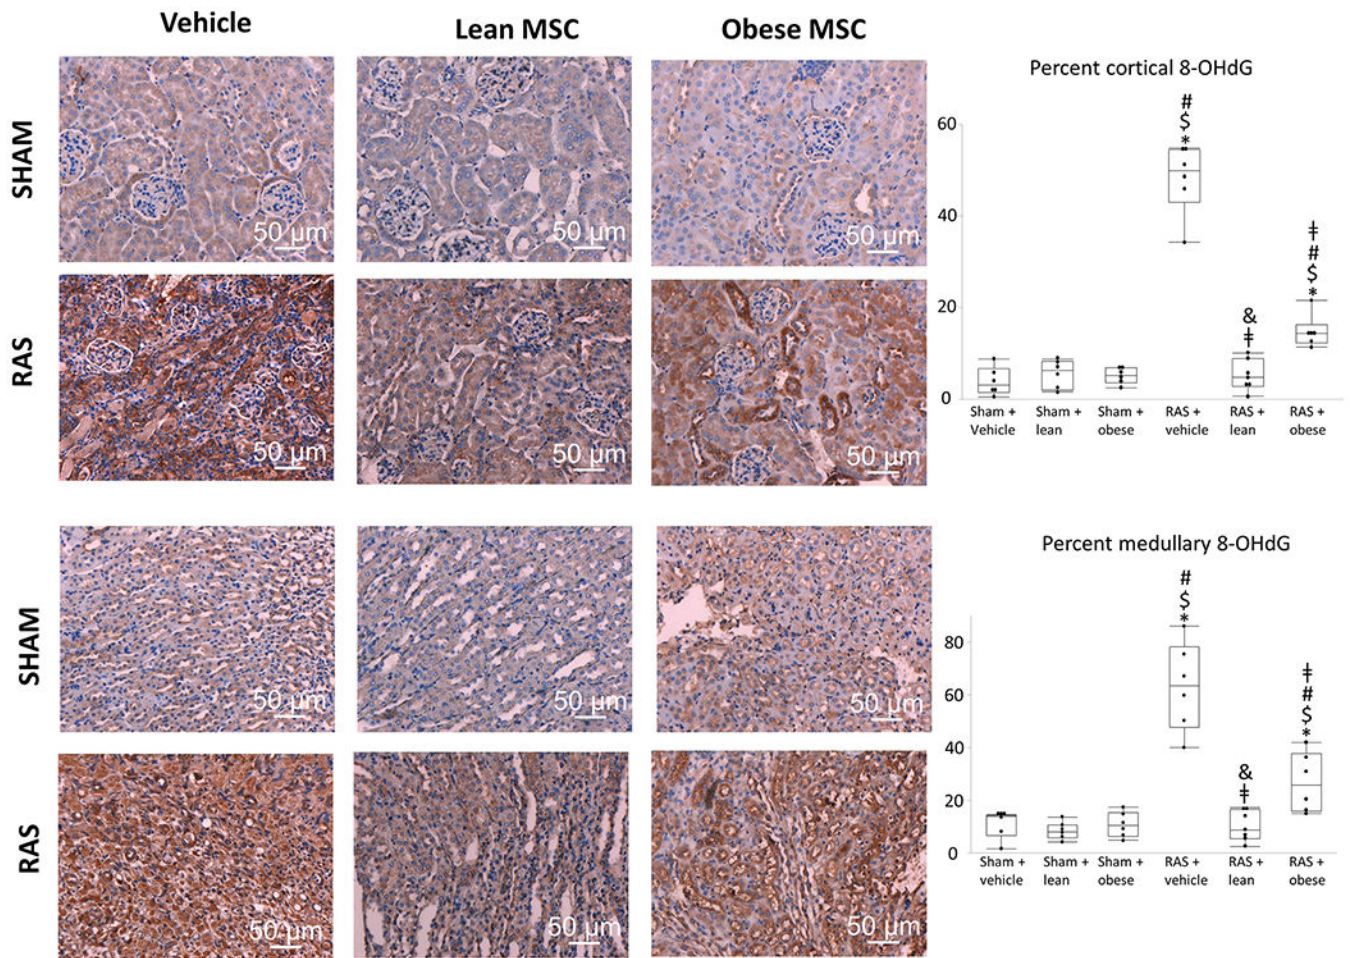 Vehicle
Lean MSC
Obese MSC
SHAM
50 µm
50 µm
50 µm
RAS
50 µm
50 µm
50 µm
Percent cortical 8-OHdG
#
$
*
60
40
‡
#
$
*
20
&
‡
0
Sham + Vehicle
Sham + lean
Sham + obese
RAS + vehicle
RAS + lean
RAS + obese
SHAM
50 µm
50 µm
50 µm
RAS
50 µm
50 µm
50 µm
Percent medullary 8-OHdG
#
$
*
80
‡
#
$
*
60
40
&
‡
20
0
Sham + vehicle
Sham + lean
Sham + obese
RAS + vehicle
RAS + lean
RAS + obese